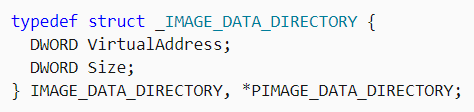 typedef struct _IMAGE_DATA_DIRECTORY {
  DWORD VirtualAddress;
  DWORD Size;
} IMAGE_DATA_DIRECTORY, *PIMAGE_DATA_DIRECTORY;